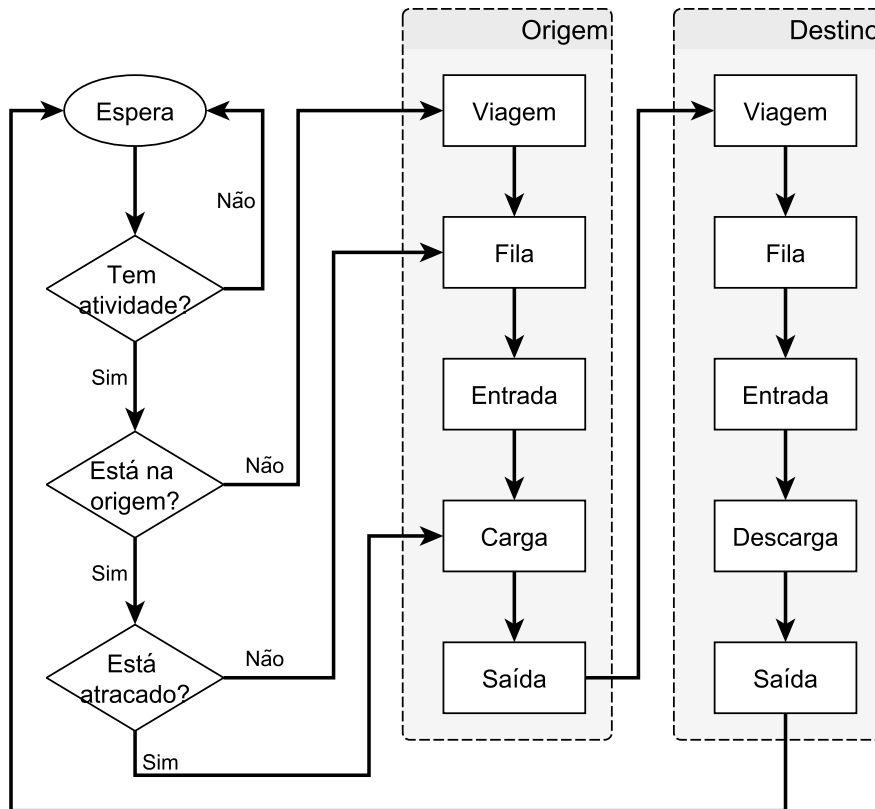 Origem
Destino
Espera
Viagem
Viagem
Não
Tem
atividade?
Fila
Fila
Sim
Entrada
Entrada
Está na
origem?
Não
Carga
Descarga
Sim
Está
atracado?
Não
Saída
Saída
Sim